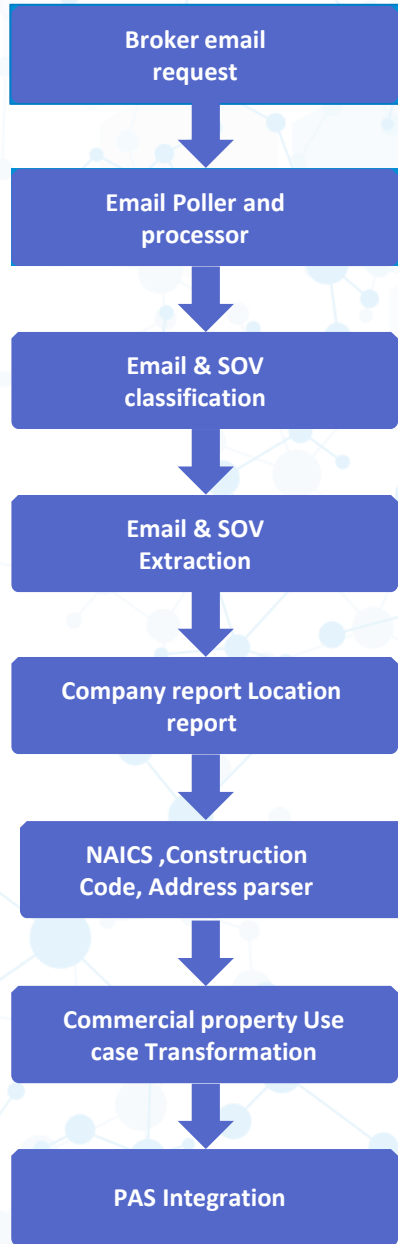 Broker email
request
Email Poller and
processor
Email & SOV
classification
Email & SOV
Extraction
Company report Location
report
NAICS ,Construction
Code, Address parser
Commercial property Use
case Transformation
PAS Integration